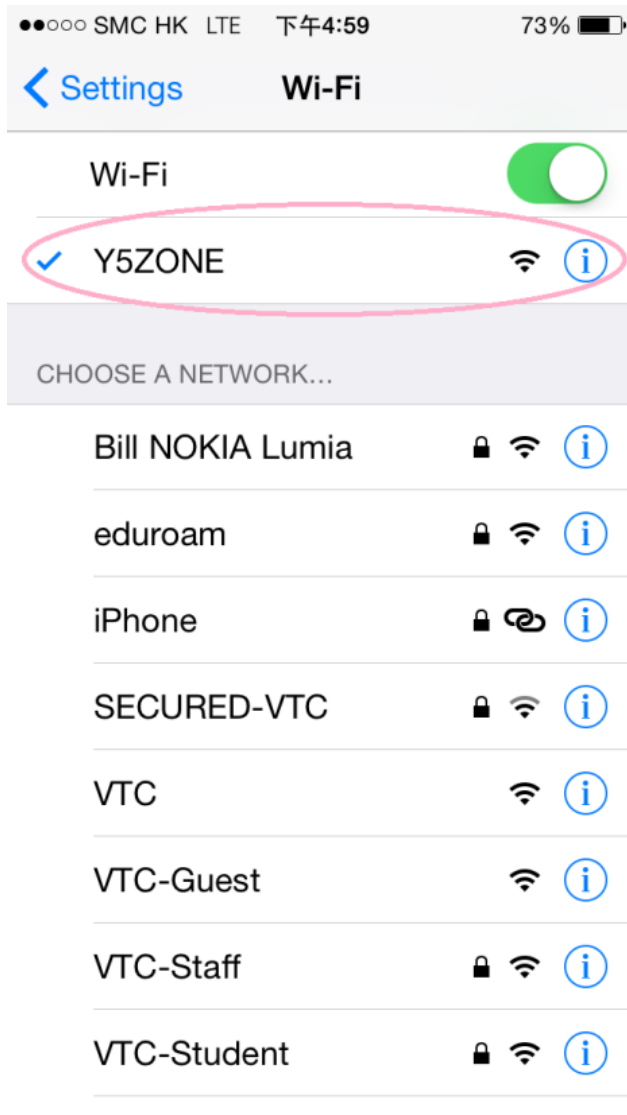 SMC HK LTE 下午4:59 73%
Settings Wi-Fi
Wi-Fi
Y5ZONE
CHOOSE A NETWORK...
Bill NOKIA Lumia
eduroam
iPhone
SECURED-VTC
VTC
VTC-Guest
VTC-Staff
VTC-Student